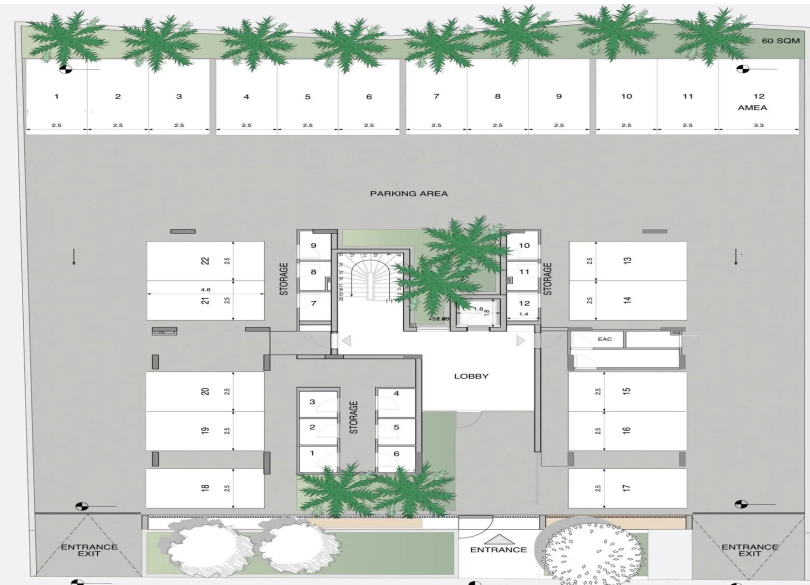 60 SQM
1 2 3 4 5 6 7 8 9 10 11 12
AMEA
2.5 2.5 2.5 2.5 2.5 2.5 2.5 2.5 2.5 2.5 2.5 3.3
PARKING AREA
22 2.5 STORAGE 9 10 STORAGE 2.5 13
8 11
4.8
21 2.5 7 12 2.5 14
1.8 1.8 1.4
EAC
LOBBY
20 2.5 2.5 15
3 STORAGE 4
19 2.5 2 5 2.5 16
1 6
18 2.5 2.5 17
ENTRANCE
EXIT
ENTRANCE
ENTRANCE
EXIT